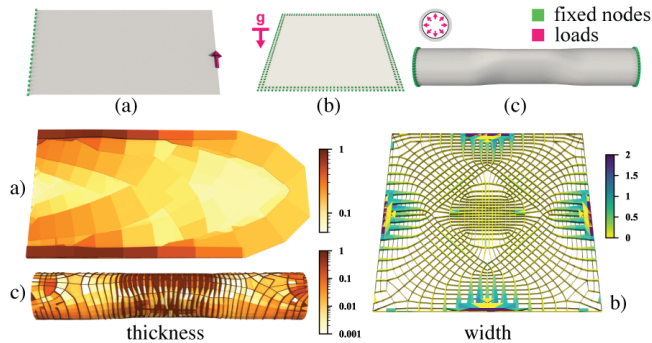 g
fixed nodes
loads
(a)
(b)
(c)
a)
1
0.1
c)
1
0.1
0.01
0.001
2
1.5
1
0.5
0
b)
thickness
width